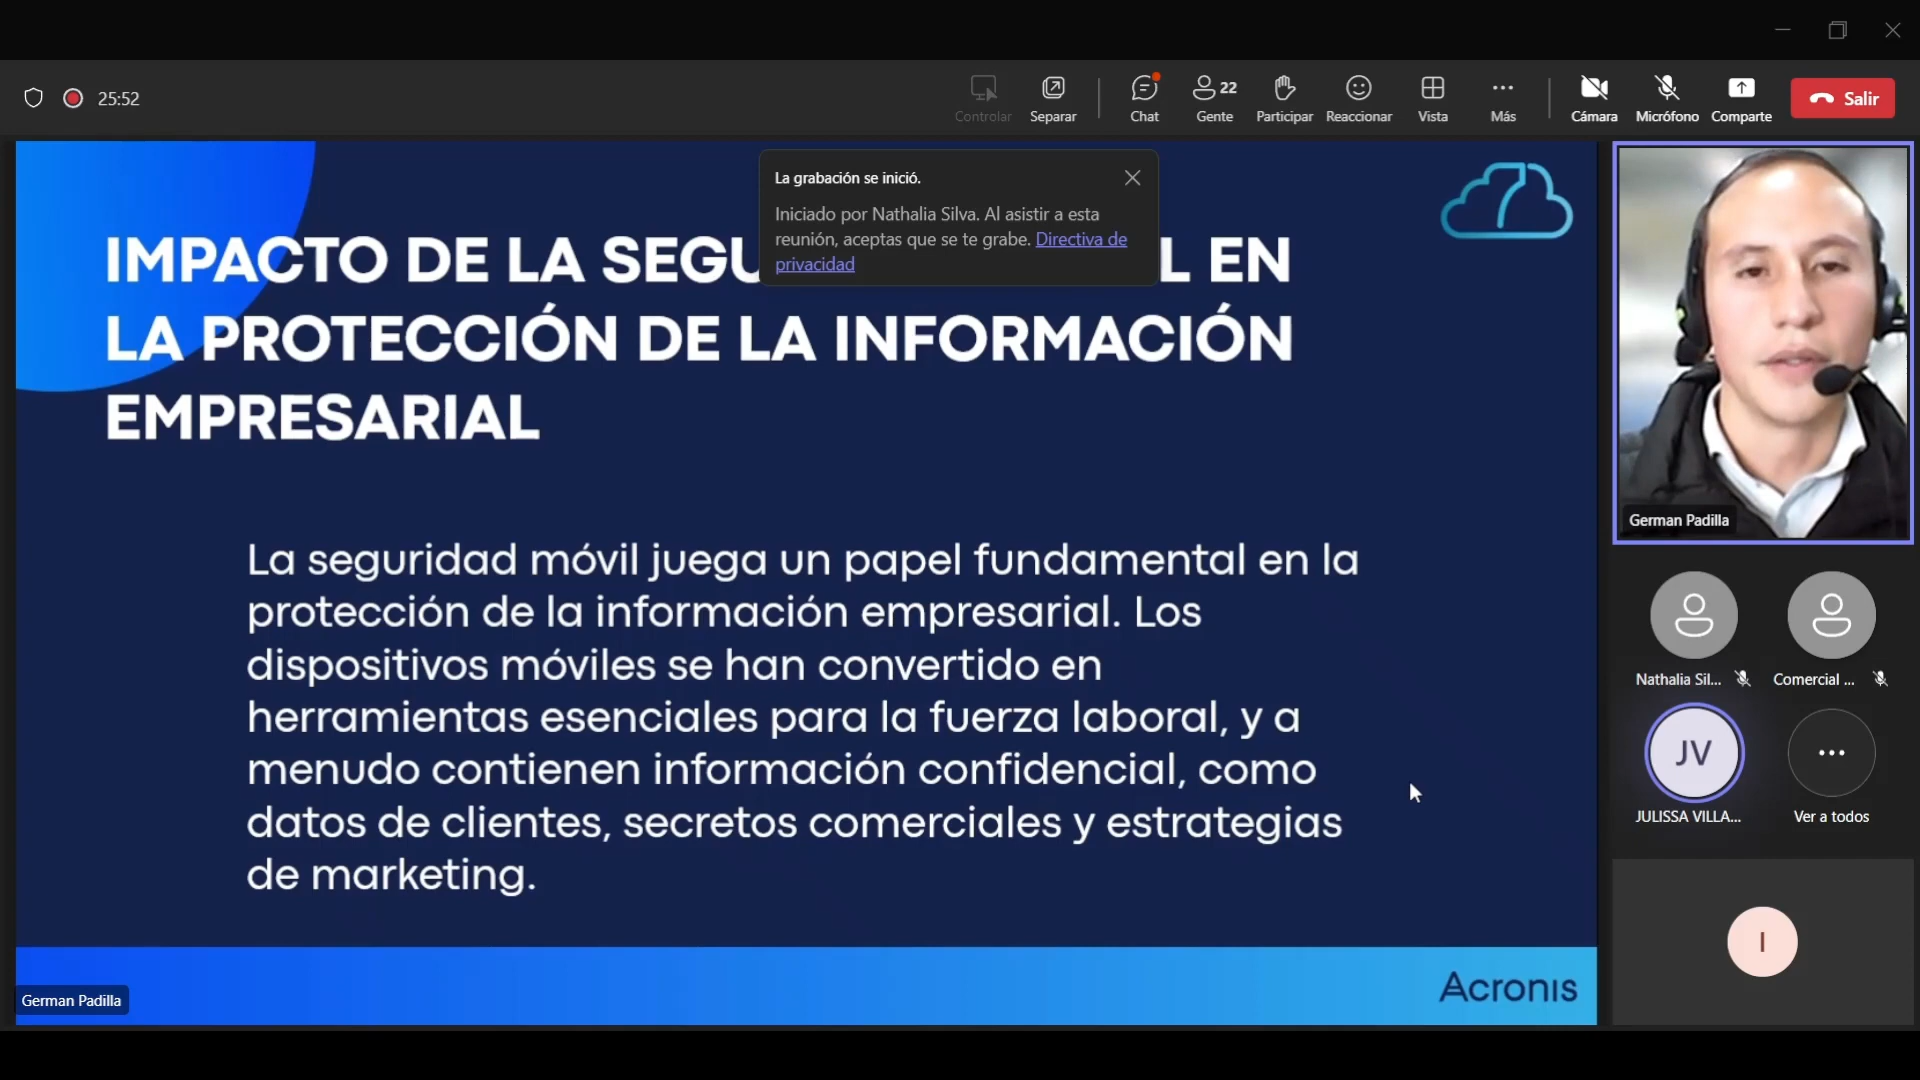 25:52
Controlar
Separar
Chat
22
Gente
Participar
Reaccionar
Vista
Más
Cámara
Micrófono
Comparte
Salir
La grabación se inició.
Iniciado por Nathalia Silva. Al asistir a esta
reunión, aceptas que se te grabe. Directiva de
privacidad
7
IMPACTO DE LA SEGU L EN
LA PROTECCIÓN DE LA INFORMACIÓN
EMPRESARIAL
La seguridad móvil juega un papel fundamental en la
protección de la información empresarial. Los
dispositivos móviles se han convertido en
herramientas esenciales para la fuerza laboral, y a
menudo contienen información confidencial, como
datos de clientes, secretos comerciales y estrategias
de marketing.
Acronis
German Padilla
German Padilla
Nathalia Sil...
Comercial ...
JV
JULISSA VILLA...
Ver a todos
I